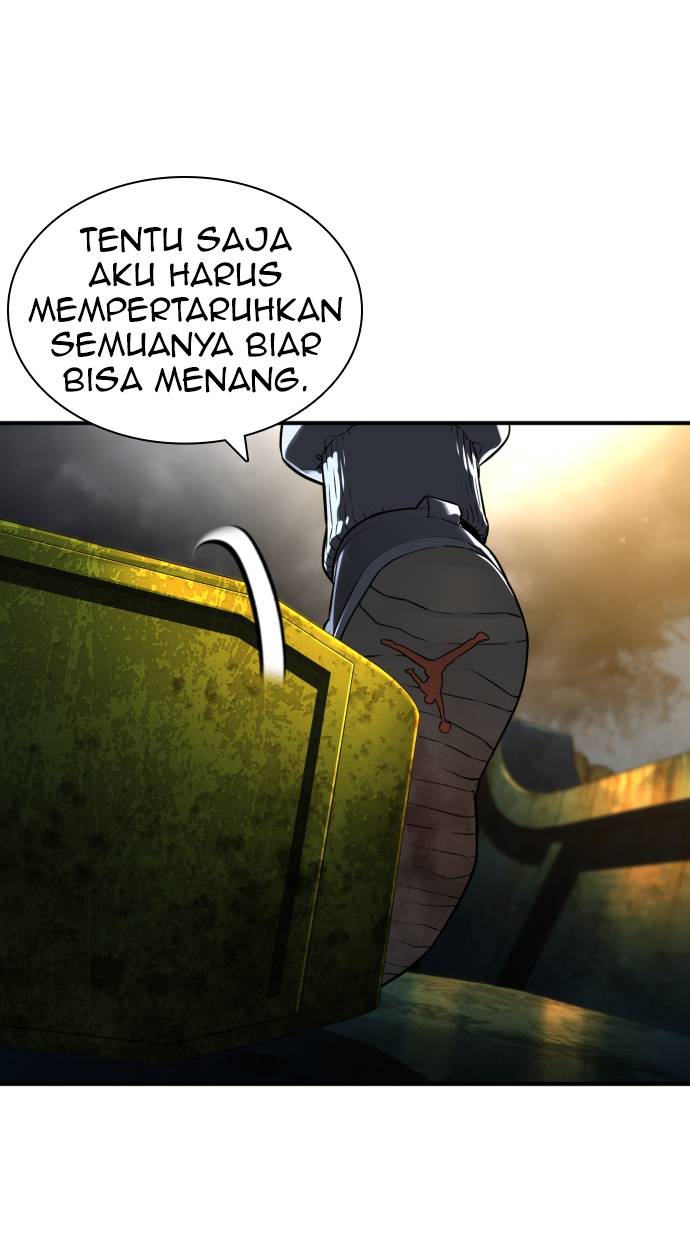 TENTU SAJA
AKU HARUS
MEMPERTARUHKAN
SEMUANYA BIAR
BISA MENANG.